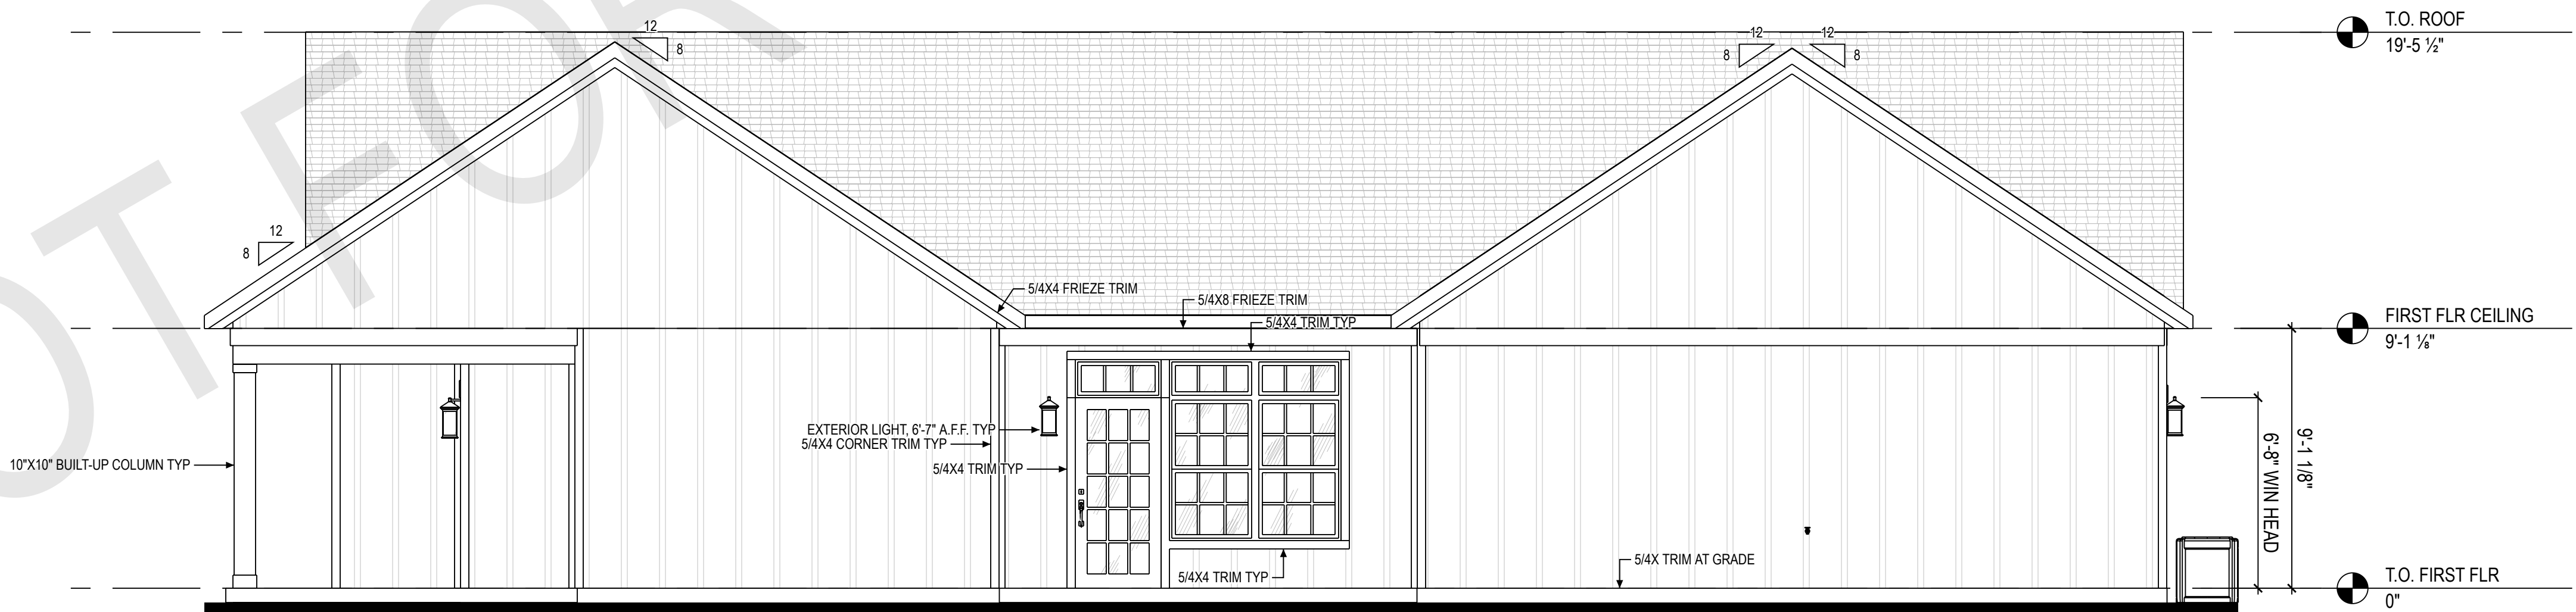 OT FOR
12
8
12
12
8
8
T.O. ROOF
19'-5 ½"
12
8
5/4X4 FRIEZE TRIM
5/4X8 FRIEZE TRIM
5/4X4 TRIM TYP
FIRST FLR CEILING
9'-1 ⅛"
EXTERIOR LIGHT, 6'-7" A.F.F. TYP
5/4X4 CORNER TRIM TYP
10"X10" BUILT-UP COLUMN TYP
5/4X4 TRIM TYP
6'-8" WIN HEAD
9'-1 1/8"
5/4X TRIM AT GRADE
5/4X4 TRIM TYP
T.O. FIRST FLR
0"